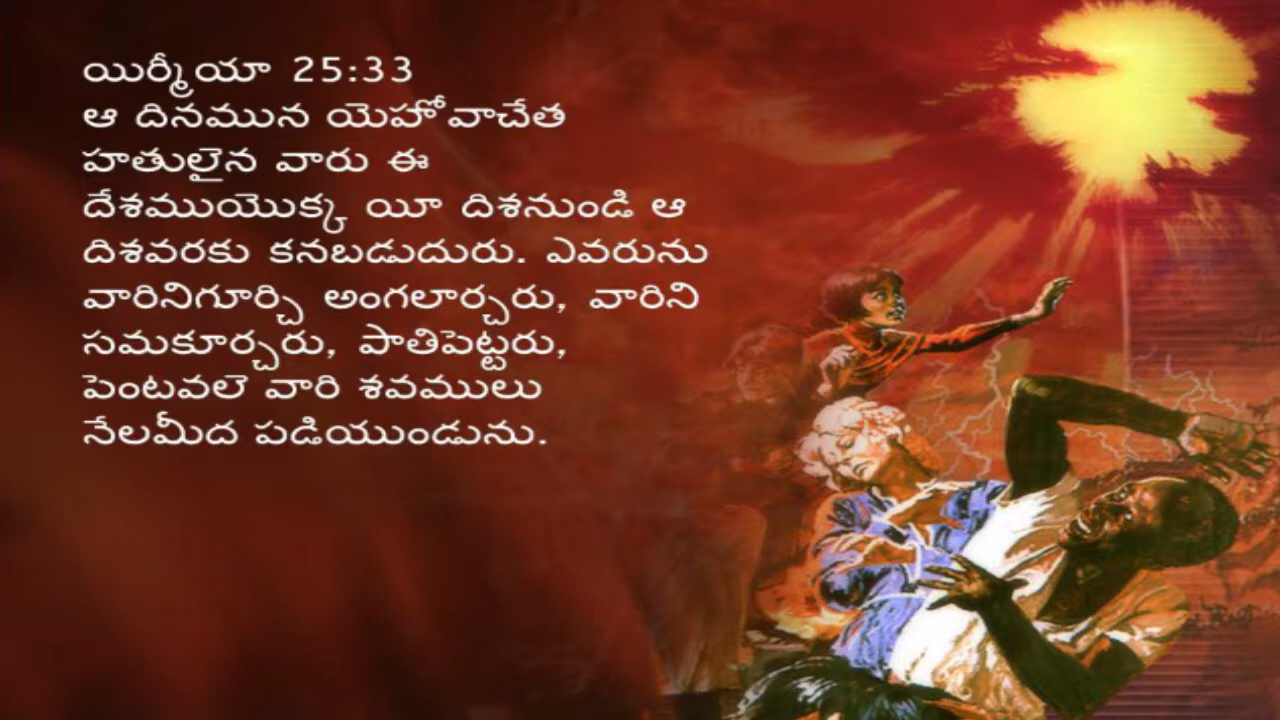 యిర్మీయా 25:33
ఆ దినమున యెహోవాచేత
హతులైన వారు ఈ
దేశముయొక్క యీ దిశనుండి ఆ
దిశవరకు కనబడుదురు. ఎవరును
వారినిగూర్చి అంగలార్చరు, వారిని
సమకూర్చరు, పాతిపెట్టరు,
పెంటవలె వారి శవములు
నేలమీద పడియుండును.